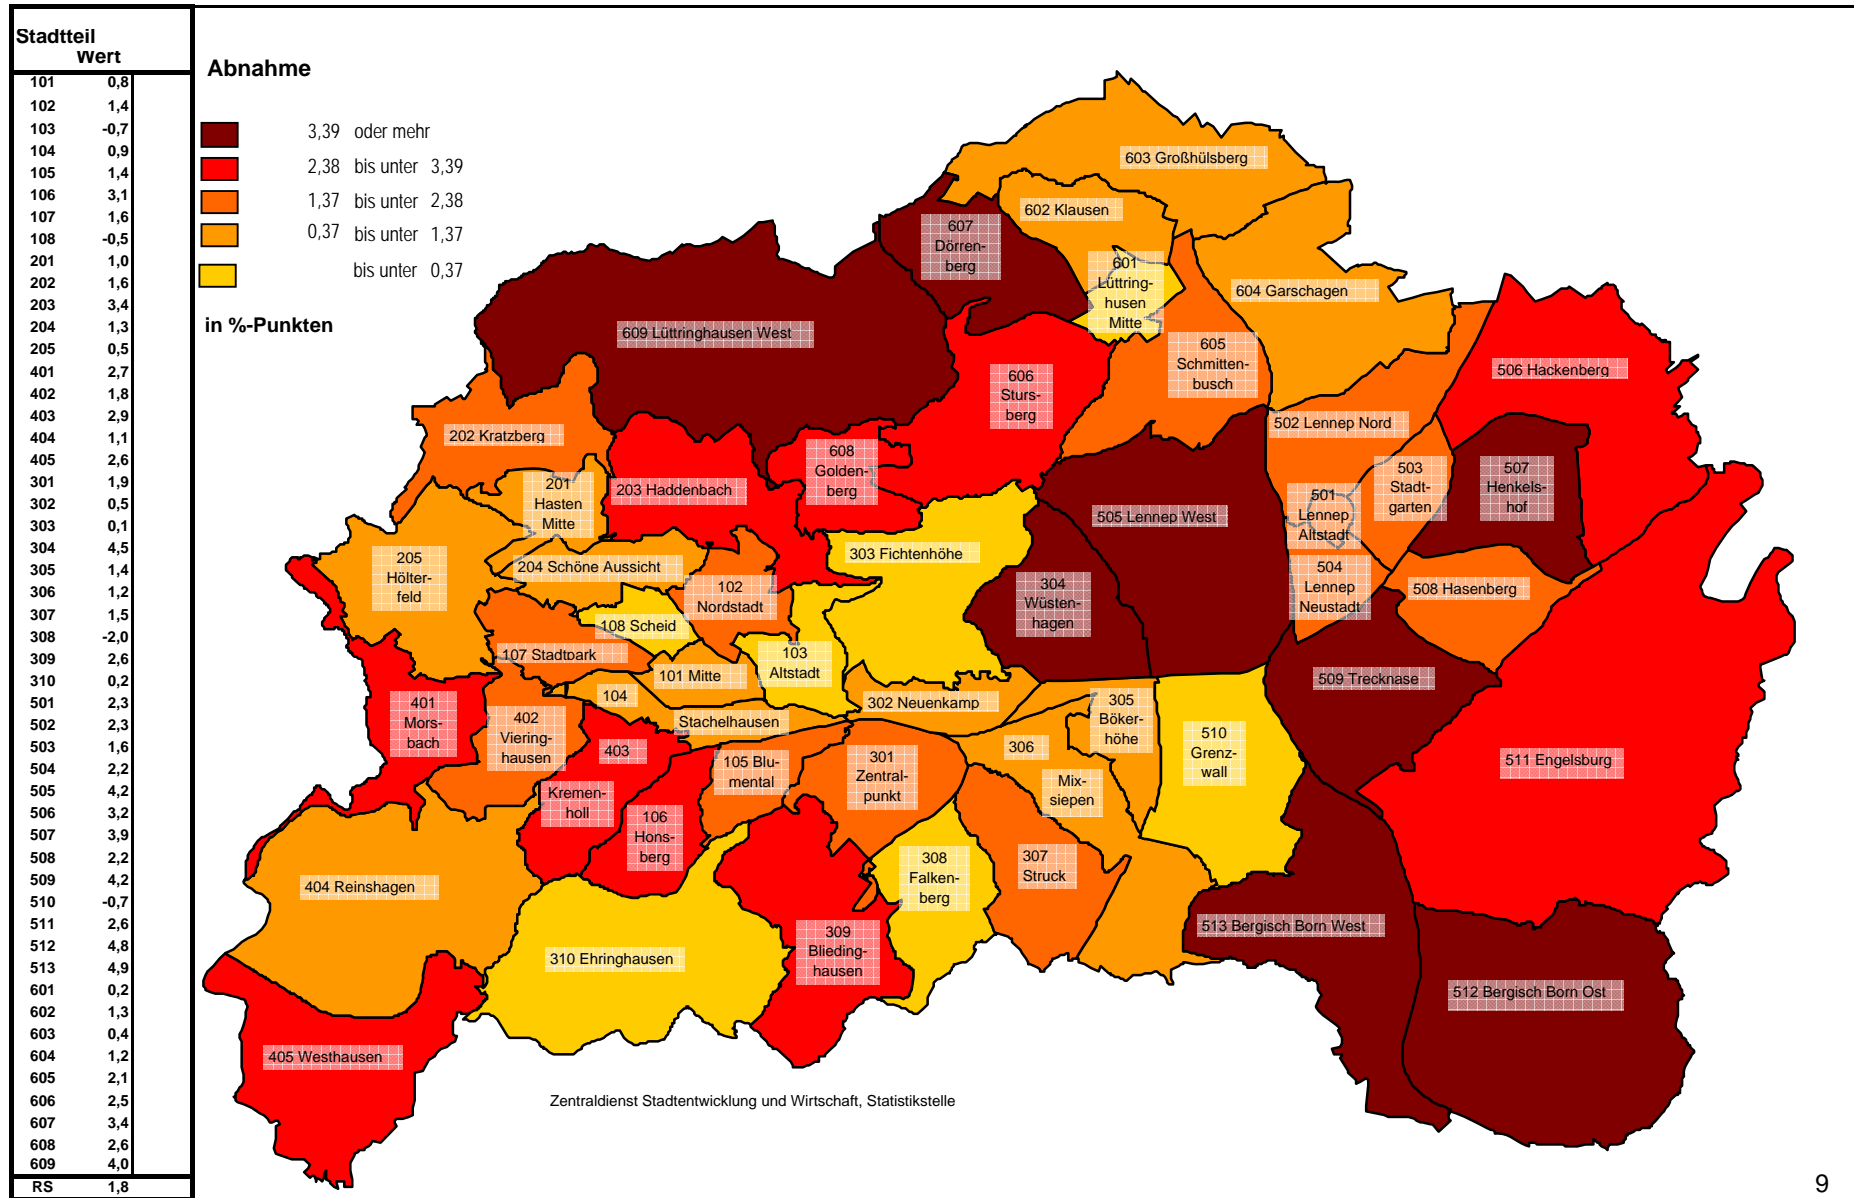 Stadtteil
Wert
101 0,8
102 1,4
103 -0,7
104 0,9
105 1,4
106 3,1
107 1,6
108 -0,5
201 1,0
202 1,6
203 3,4
204 1,3
205 0,5
401 2,7
402 1,8
403 2,9
404 1,1
405 2,6
301 1,9
302 0,5
303 0,1
304 4,5
305 1,4
306 1,2
307 1,5
308 -2,0
309 2,6
310 0,2
501 2,3
502 2,3
503 1,6
504 2,2
505 4,2
506 3,2
507 3,9
508 2,2
509 4,2
510 -0,7
511 2,6
512 4,8
513 4,9
601 0,2
602 1,3
603 0,4
604 1,2
605 2,1
606 2,5
607 3,4
608 2,6
609 4,0
RS 1,8
Abnahme
3,39 oder mehr
2,38 bis unter 3,39
1,37 bis unter 2,38
0,37 bis unter 1,37
bis unter 0,37
in %-Punkten
603 Großhülsberg
602 Klausen
607
Dörren-
berg
601
Lüttring-
husen
Mitte
604 Garschagen
609 Lüttringhausen West
605
Schmitten-
busch
606
Sturs-
berg
506 Hackenberg
502 Lennep Nord
202 Kratzberg
608
Golden-
berg
503
Stadt-
garten
507
Henkels-
hof
201
Hasten
Mitte
203 Haddenbach
501
Lennep
Altstadt
505 Lennep West
303 Fichtenhöhe
205
Hölter-
feld
204 Schöne Aussicht
102
Nordstadt
304
Wüsten-
hagen
504
Lennep
Neustadt
508 Hasenberg
108 Scheid
107 Stadtpark
103
Altstadt
101 Mitte
509 Trecknase
104
Stachelhausen
302 Neuenkamp
305
Böker-
höhe
401
Mors-
bach
402
Viering-
hausen
403
Kremen-
holl
306
Mix-
siepen
510
Grenz-
wall
511 Engelsburg
105 Blu-
mental
301
Zentral-
punkt
106
Hons-
berg
308
Falken-
berg
307
Struck
404 Reinshagen
513 Bergisch Born West
309
Blieding-
hausen
310 Ehringhausen
512 Bergisch Born Ost
405 Westhausen
Zentraldienst Stadtentwicklung und Wirtschaft, Statistikstelle
9